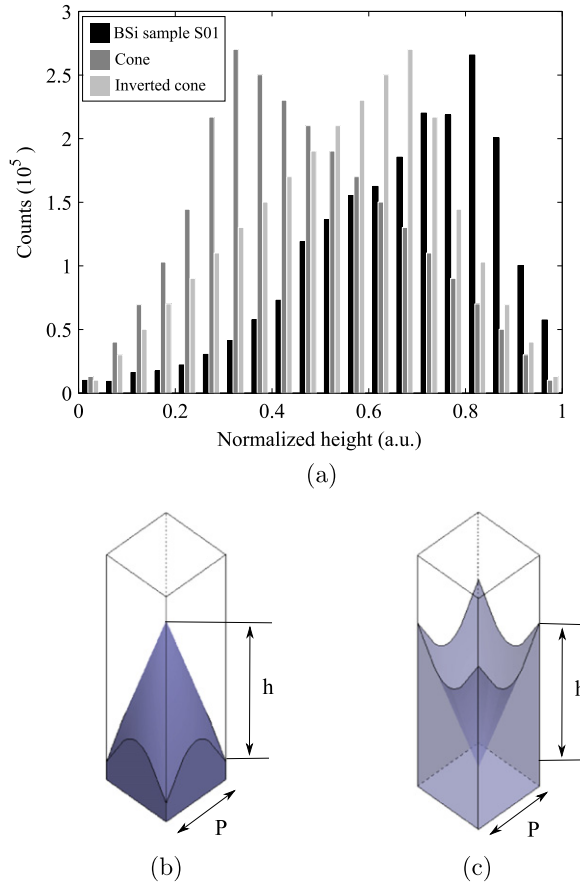 3
2.5
2
1.5
1
0.5
0
Counts (10^5 )
BSi sample S01
Cone
Inverted cone
0 0.2 0.4 0.6 0.8 1
Normalized height (a.u.)
(a)
h
P
(b)
h
P
(c)